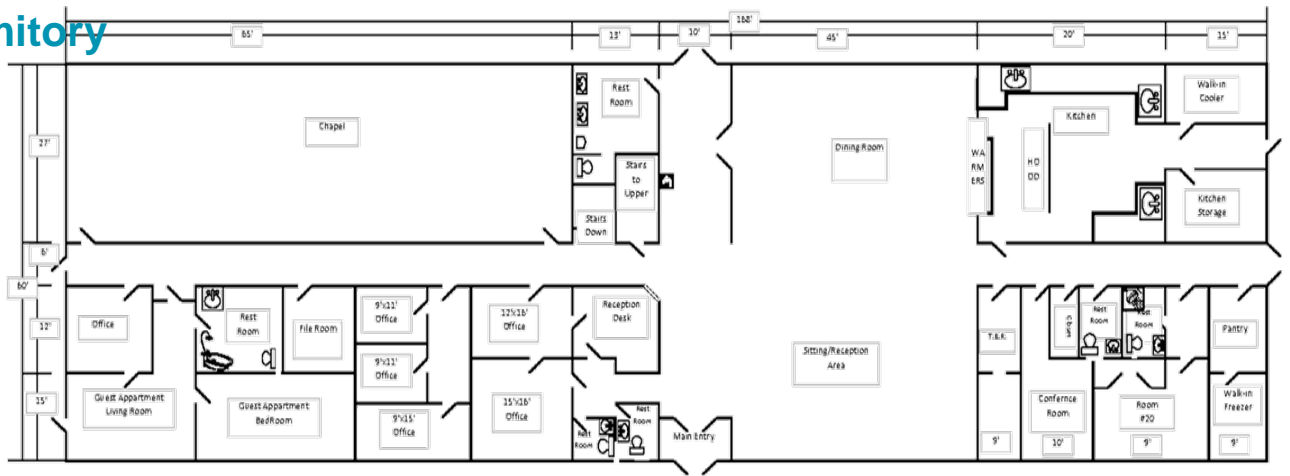 nitory
168'
65'
13'
10'
45'
20'
15'
Rest
Room
Walk-in
Cooler
Chapel
Kitchen
27'
Dining Room
WA
RM
ERS
HO
OD
Stairs
to
Upper
Kitchen
Storage
Stairs
Down
6'
60'
Office
Rest
Room
File Room
9'x11'
Office
12'x16'
Office
Reception
Desk
T.B.R.
Closet
Rest
Room
Rest
Room
Pantry
12'
9'x11'
Office
Sitting/Reception
Area
15'
Guest Appartment
Living Room
Guest Appartment
BedRoom
9'x15'
Office
15'x16'
Office
Rest
Room
Rest
Room
Main Entry
Confernce
Room
Room
#20
Walk-in
Freezer
9'
10'
9'
9'